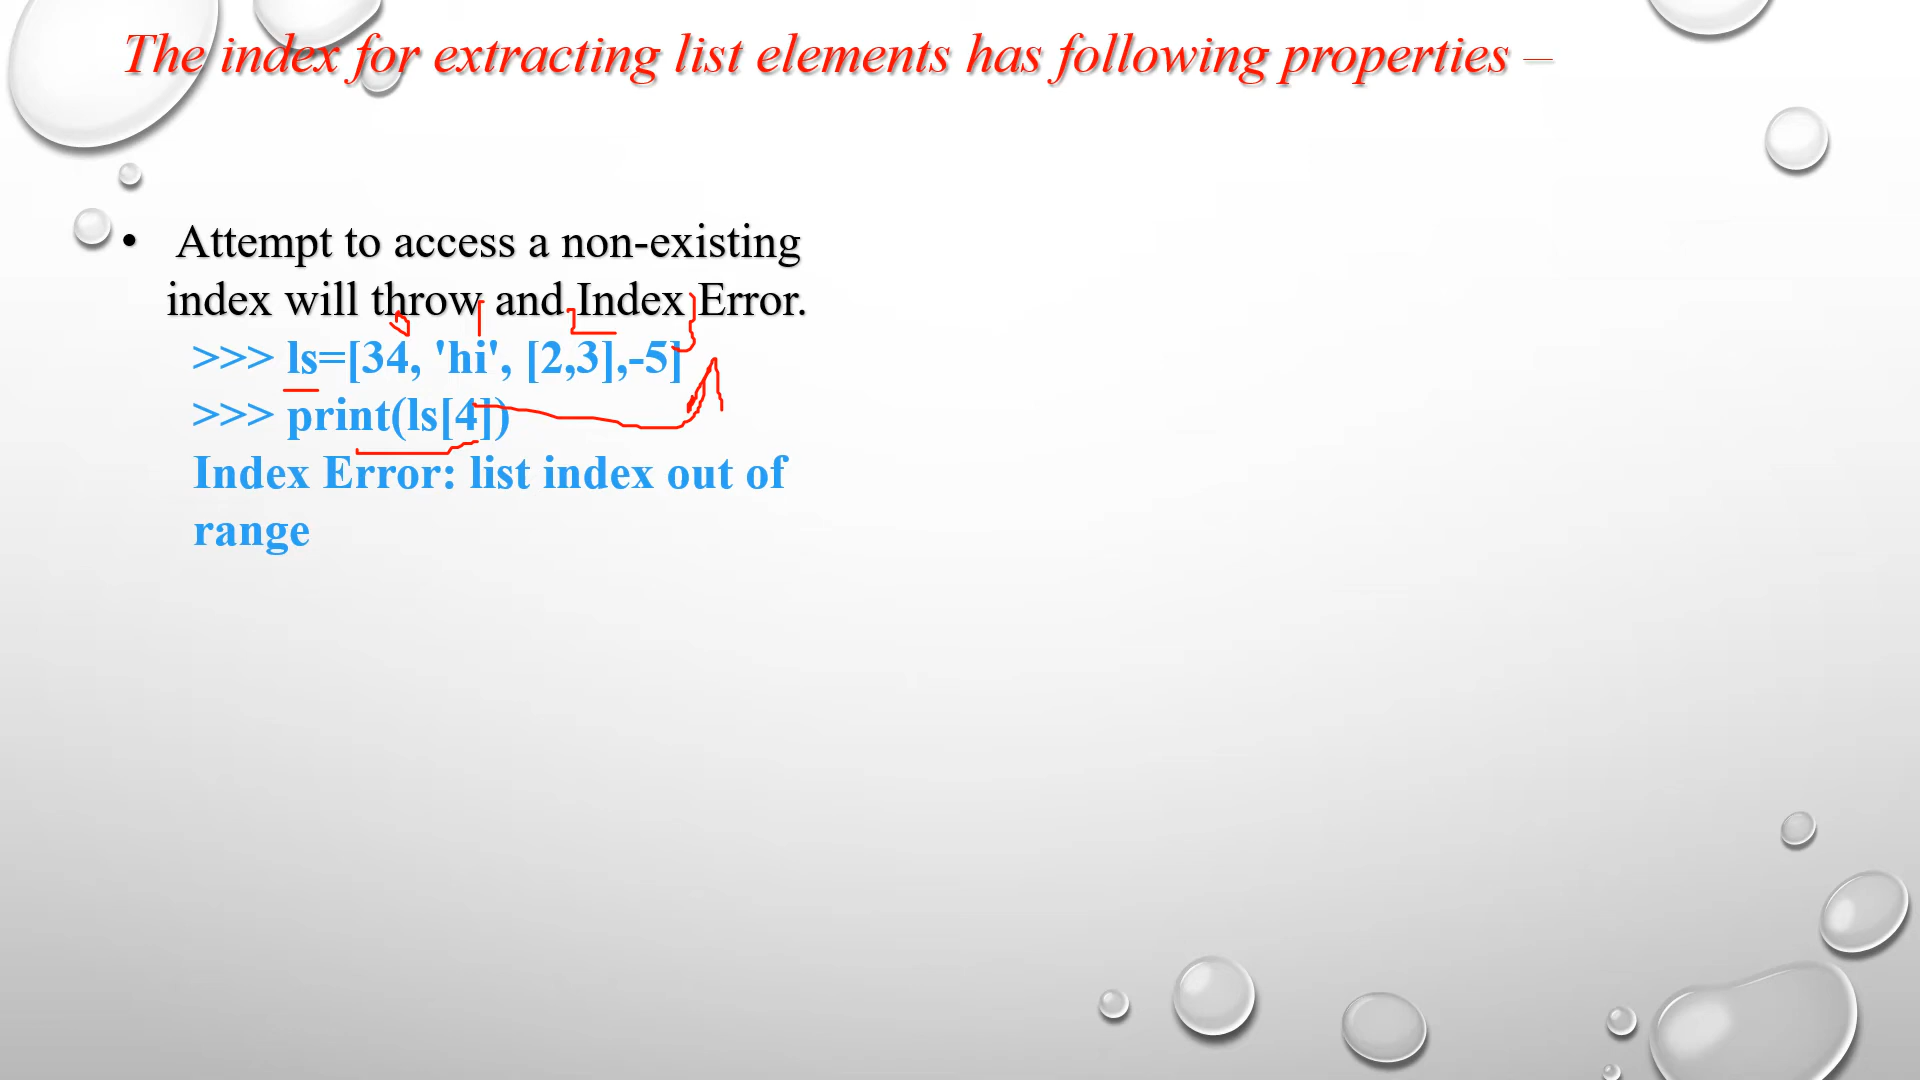 The index for extracting list elements has following properties –
• Attempt to access a non-existing
index will throw and Index Error.
>>> ls=[34, 'hi', [2,3],-5]
>>> print(ls[4])
Index Error: list index out of
range